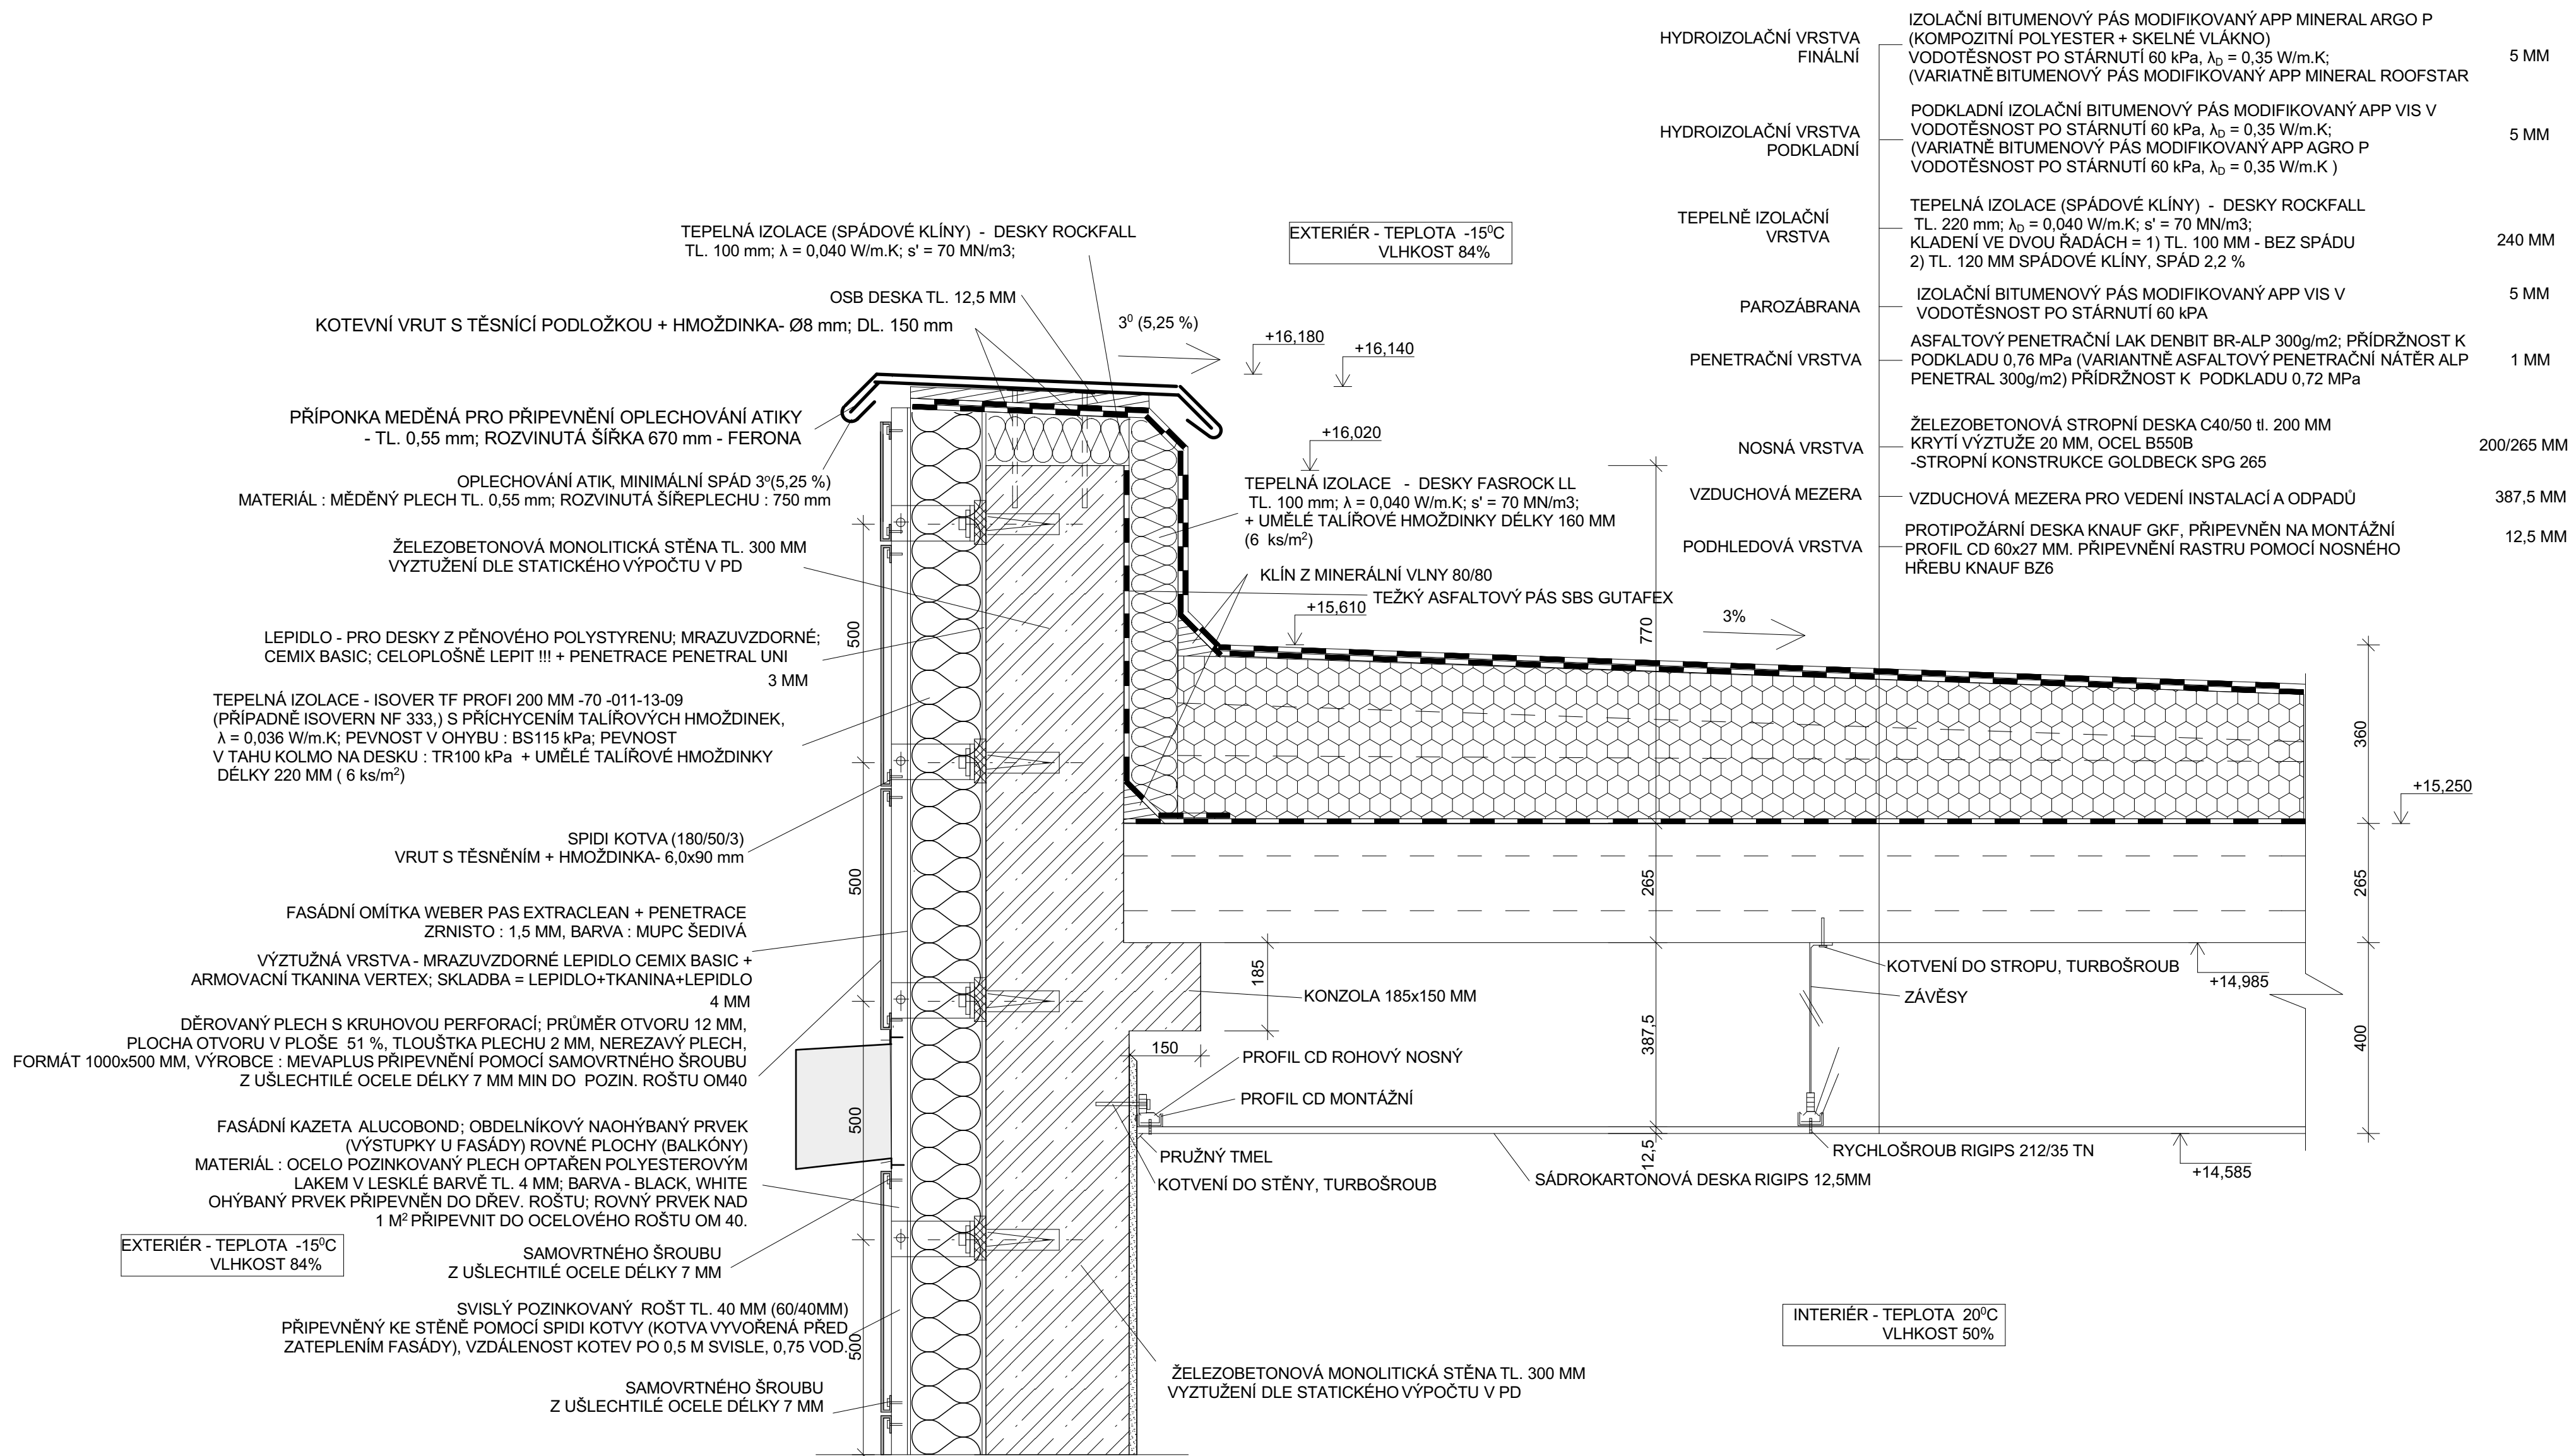 HYDROIZOLAČNÍ VRSTVA
FINÁLNÍ
IZOLAČNÍ BITUMENOVÝ PÁS MODIFIKOVANÝ APP MINERAL ARGO P
(KOMPOZITNÍ POLYESTER + SKELNÉ VLÁKNO)
VODOTĚSNOST PO STÁRNUTÍ 60 kPa, λD = 0,35 W/m.K;
(VARIATNĚ BITUMENOVÝ PÁS MODIFIKOVANÝ APP MINERAL ROOFSTAR
5 MM
HYDROIZOLAČNÍ VRSTVA
PODKLADNÍ
PODKLADNÍ IZOLAČNÍ BITUMENOVÝ PÁS MODIFIKOVANÝ APP VIS V
VODOTĚSNOST PO STÁRNUTÍ 60 kPa, λD = 0,35 W/m.K;
(VARIATNĚ BITUMENOVÝ PÁS MODIFIKOVANÝ APP AGRO P
VODOTĚSNOST PO STÁRNUTÍ 60 kPa, λD = 0,35 W/m.K )
5 MM
TEPELNĚ IZOLAČNÍ
VRSTVA
TEPELNÁ IZOLACE (SPÁDOVÉ KLÍNY) - DESKY ROCKFALL
TL. 220 mm; λD = 0,040 W/m.K; s' = 70 MN/m3;
KLADENÍ VE DVOU ŘADÁCH = 1) TL. 100 MM - BEZ SPÁDU
2) TL. 120 MM SPÁDOVÉ KLÍNY, SPÁD 2,2 %
240 MM
PAROZÁBRANA
IZOLAČNÍ BITUMENOVÝ PÁS MODIFIKOVANÝ APP VIS V
VODOTĚSNOST PO STÁRNUTÍ 60 kPA
5 MM
PENETRAČNÍ VRSTVA
ASFALTOVÝ PENETRAČNÍ LAK DENBIT BR-ALP 300g/m2; PŘÍDRŽNOST K
PODKLADU 0,76 MPa (VARIANTNĚ ASFALTOVÝ PENETRAČNÍ NÁTĚR ALP
PENETRAL 300g/m2) PŘÍDRŽNOST K PODKLADU 0,72 MPa
1 MM
NOSNÁ VRSTVA
ŽELEZOBETONOVÁ STROPNÍ DESKA C40/50 tl. 200 MM
KRYTÍ VÝZTUŽE 20 MM, OCEL B550B
-STROPNÍ KONSTRUKCE GOLDBECK SPG 265
200/265 MM
VZDUCHOVÁ MEZERA
VZDUCHOVÁ MEZERA PRO VEDENÍ INSTALACÍ A ODPADŮ
387,5 MM
PODHLEDOVÁ VRSTVA
PROTIPOŽÁRNÍ DESKA KNAUF GKF, PŘIPEVNĚN NA MONTÁŽNÍ
PROFIL CD 60x27 MM. PŘIPEVNĚNÍ RASTRU POMOCÍ NOSNÉHO
HŘEBU KNAUF BZ6
12,5 MM
TEPELNÁ IZOLACE (SPÁDOVÉ KLÍNY) - DESKY ROCKFALL
TL. 100 mm; λ = 0,040 W/m.K; s' = 70 MN/m3;
EXTERIÉR - TEPLOTA -15⁰C
VLHKOST 84%
OSB DESKA TL. 12,5 MM
KOTEVNÍ VRUT S TĚSNÍCÍ PODLOŽKOU + HMOŽDINKA- Ø8 mm; DL. 150 mm
3⁰ (5,25 %)
+16,180
+16,140
+16,020
PŘÍPONKA MEDĚNÁ PRO PŘIPEVNĚNÍ OPLECHOVÁNÍ ATIKY
- TL. 0,55 mm; ROZVINUTÁ ŠÍŘKA 670 mm - FERONA
OPLECHOVÁNÍ ATIK, MINIMÁLNÍ SPÁD 3º(5,25 %)
MATERIÁL : MĚDĚNÝ PLECH TL. 0,55 mm; ROZVINUTÁ ŠÍŘEPLECHU : 750 mm
TEPELNÁ IZOLACE - DESKY FASROCK LL
TL. 100 mm; λ = 0,040 W/m.K; s' = 70 MN/m3;
+ UMĚLÉ TALÍŘOVÉ HMOŽDINKY DÉLKY 160 MM
(6 ks/m²)
ŽELEZOBETONOVÁ MONOLITICKÁ STĚNA TL. 300 MM
VYZTUŽENÍ DLE STATICKÉHO VÝPOČTU V PD
KLÍN Z MINERÁLNÍ VLNY 80/80
TEŽKÝ ASFALTOVÝ PÁS SBS GUTAFEX
+15,610
3%
770
500
LEPIDLO - PRO DESKY Z PĚNOVÉHO POLYSTYRENU; MRAZUVZDORNÉ;
CEMIX BASIC; CELOPLOŠNĚ LEPIT !!! + PENETRACE PENETRAL UNI
3 MM
TEPELNÁ IZOLACE - ISOVER TF PROFI 200 MM -70 -011-13-09
(PŘÍPADNĚ ISOVERN NF 333,) S PŘÍCHYCENÍM TALÍŘOVÝCH HMOŽDINEK,
λ = 0,036 W/m.K; PEVNOST V OHYBU : BS115 kPa; PEVNOST
V TAHU KOLMO NA DESKU : TR100 kPa + UMĚLÉ TALÍŘOVÉ HMOŽDINKY
DÉLKY 220 MM ( 6 ks/m²)
360
+15,250
SPIDI KOTVA (180/50/3)
VRUT S TĚSNĚNÍM + HMOŽDINKA- 6,0x90 mm
500
265
265
FASÁDNÍ OMÍTKA WEBER PAS EXTRACLEAN + PENETRACE
ZRNISTO : 1,5 MM, BARVA : MUPC ŠEDIVÁ
VÝZTUŽNÁ VRSTVA - MRAZUVZDORNÉ LEPIDLO CEMIX BASIC +
ARMOVACNÍ TKANINA VERTEX; SKLADBA = LEPIDLO+TKANINA+LEPIDLO
4 MM
185
KONZOLA 185x150 MM
KOTVENÍ DO STROPU, TURBOŠROUB
ZÁVĚSY
+14,985
DĚROVANÝ PLECH S KRUHOVOU PERFORACÍ; PRŮMĚR OTVORU 12 MM,
PLOCHA OTVORU V PLOŠE 51 %, TLOUŠTKA PLECHU 2 MM, NEREZAVÝ PLECH,
FORMÁT 1000x500 MM, VÝROBCE : MEVAPLUS PŘIPEVNĚNÍ POMOCÍ SAMOVRTNÉHO ŠROUBU
Z UŠLECHTILÉ OCELE DÉLKY 7 MM MIN DO POZIN. ROŠTU OM40
387,5
400
150
PROFIL CD ROHOVÝ NOSNÝ
PROFIL CD MONTÁŽNÍ
500
FASÁDNÍ KAZETA ALUCOBOND; OBDELNÍKOVÝ NAOHÝBANÝ PRVEK
(VÝSTUPKY U FASÁDY) ROVNÉ PLOCHY (BALKÓNY)
MATERIÁL : OCELO POZINKOVANÝ PLECH OPTAŘEN POLYESTEROVÝM
LAKEM V LESKLÉ BARVĚ TL. 4 MM; BARVA - BLACK, WHITE
OHÝBANÝ PRVEK PŘIPEVNĚN DO DŘEV. ROŠTU; ROVNÝ PRVEK NAD
1 M² PŘIPEVNIT DO OCELOVÉHO ROŠTU OM 40.
12,5
PRUŽNÝ TMEL
KOTVENÍ DO STĚNY, TURBOŠROUB
SÁDROKARTONOVÁ DESKA RIGIPS 12,5MM
RYCHLOŠROUB RIGIPS 212/35 TN
+14,585
EXTERIÉR - TEPLOTA -15⁰C
VLHKOST 84%
SAMOVRTNÉHO ŠROUBU
Z UŠLECHTILÉ OCELE DÉLKY 7 MM
SVISLÝ POZINKOVANÝ ROŠT TL. 40 MM (60/40MM)
PŘIPEVNĚNÝ KE STĚNĚ POMOCÍ SPIDI KOTVY (KOTVA VYVOŘENÁ PŘED
ZATEPLENÍM FASÁDY), VZDÁLENOST KOTEV PO 0,5 M SVISLE, 0,75 VOD.
500
INTERIÉR - TEPLOTA 20⁰C
VLHKOST 50%
ŽELEZOBETONOVÁ MONOLITICKÁ STĚNA TL. 300 MM
VYZTUŽENÍ DLE STATICKÉHO VÝPOČTU V PD
SAMOVRTNÉHO ŠROUBU
Z UŠLECHTILÉ OCELE DÉLKY 7 MM